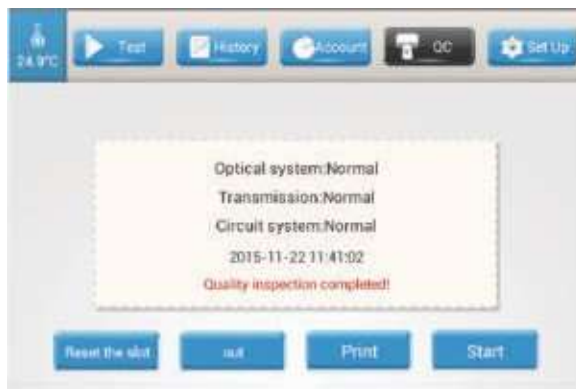 24.9°C
Test
History
Account
QC
Set Up
Optical system:Normal
Transmission:Normal
Circuit system:Normal
2015-11-22 11:41:02
Quality inspection completed!
Reset the slot
out
Print
Start